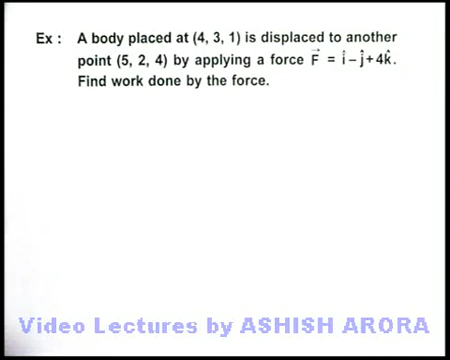 Ex : A body placed at (4, 3, 1) is displaced to another
point (5, 2, 4) by applying a force F⃗ = î – ĵ + 4k̂.
Find work done by the force.
Video Lectures by ASHISH ARORA